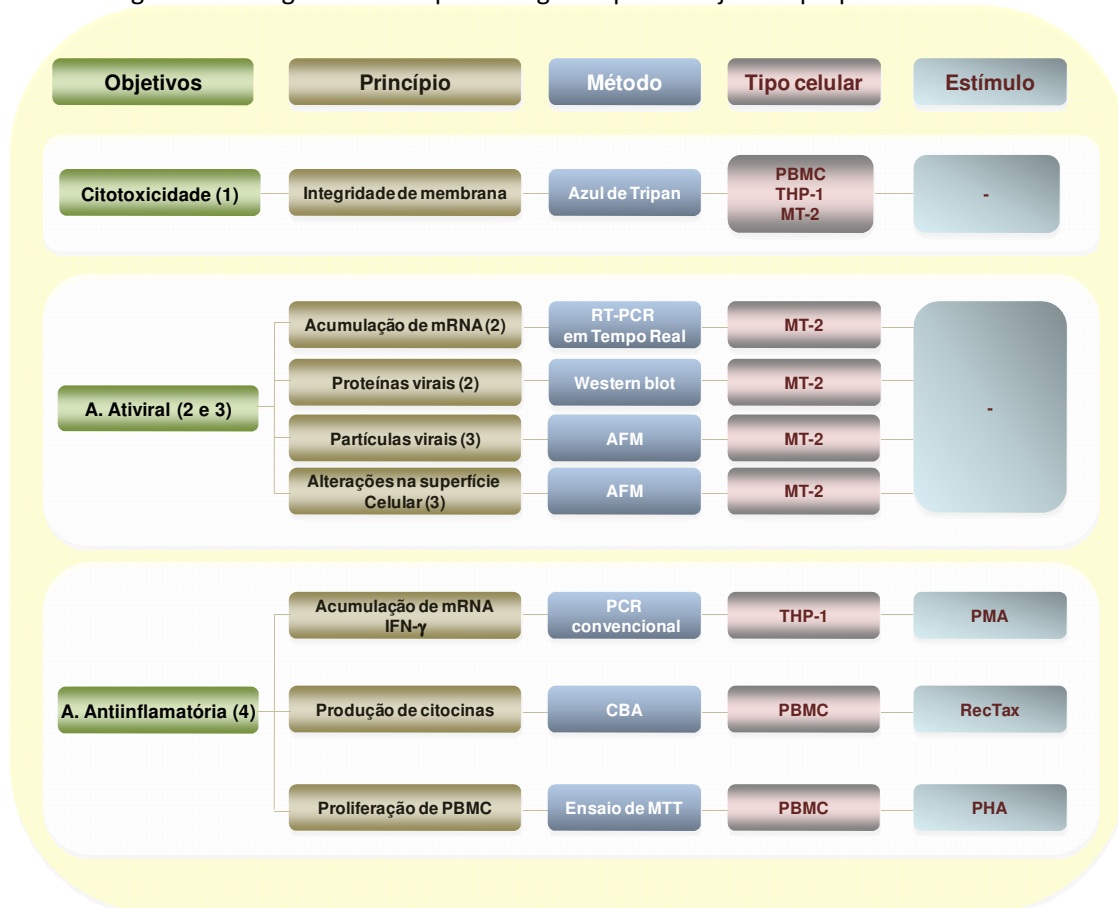 Objetivos
Princípio
Método
Tipo celular
Estímulo
Citotoxicidade (1)
Integridade de membrana
Azul de Tripan
PBMC
THP-1
MT-2
-
A. Ativiral (2 e 3)
Acumulação de mRNA (2)
RT-PCR
em Tempo Real
MT-2
Proteínas virais (2)
Western blot
MT-2
-
Partículas virais (3)
AFM
MT-2
Alterações na superfície
Celular (3)
AFM
MT-2
A. Antiinflamatória (4)
Acumulação de mRNA
IFN-γ
PCR
convencional
THP-1
PMA
Produção de citocinas
CBA
PBMC
RecTax
Proliferação de PBMC
Ensaio de MTT
PBMC
PHA